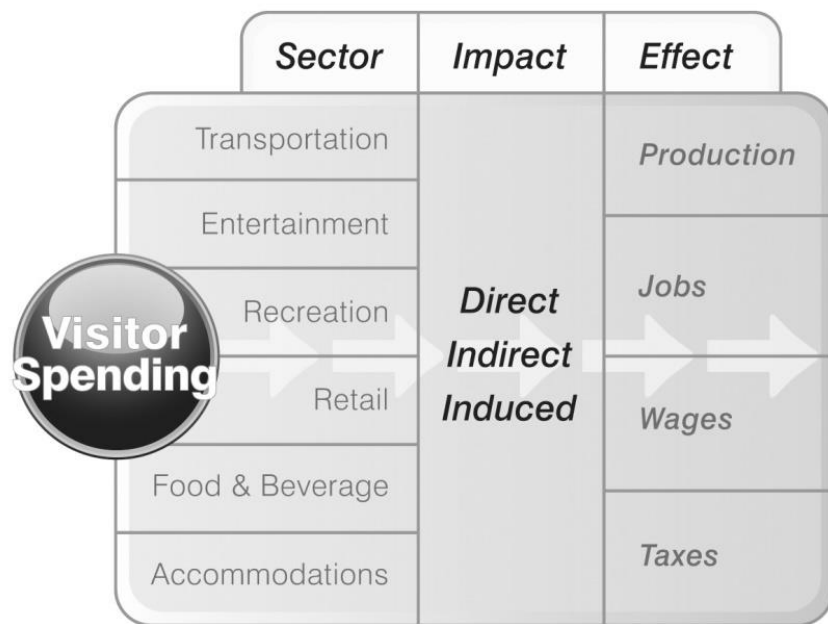 Sector
Impact
Effect
Transportation
Entertainment
Recreation
Retail
Food & Beverage
Accommodations
Visitor
Spending
Direct
Indirect
Induced
Production
Jobs
Wages
Taxes